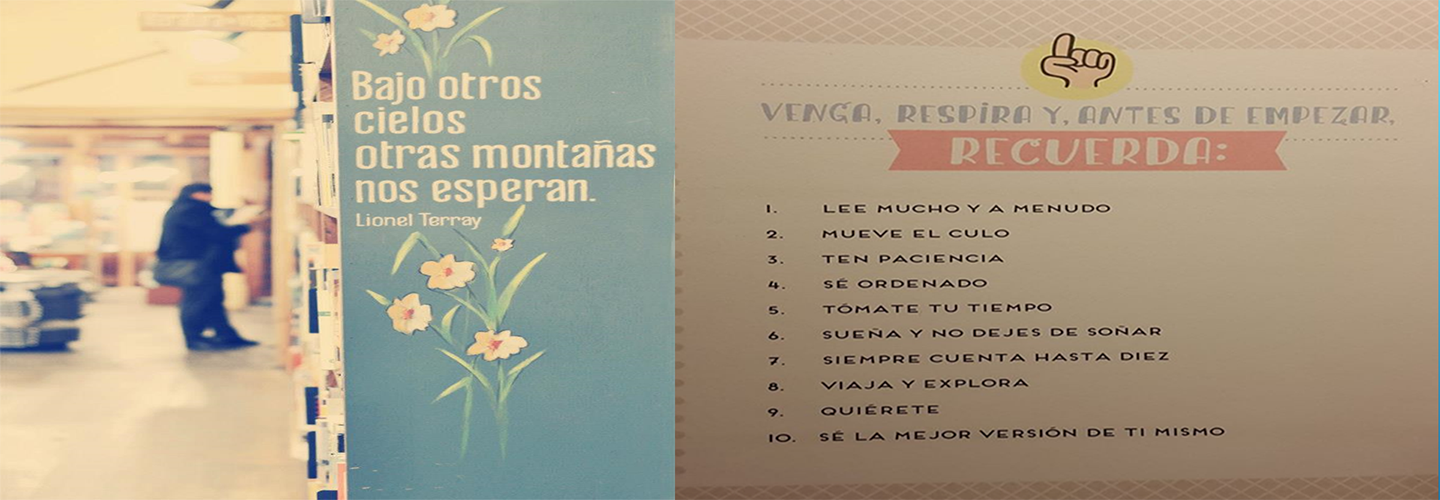 Bajo otros
cielos
otras montañas
nos esperan.
Lionel Terray
VENGA, RESPIRA Y, ANTES DE EMPEZAR,
RECUERDA:
1. LEE MUCHO Y A MENUDO
2. MUEVE EL CULO
3. TEN PACIENCIA
4. SÉ ORDENADO
5. TÓMATE TU TIEMPO
6. SUEÑA Y NO DEJES DE SOÑAR
7. SIEMPRE CUENTA HASTA DIEZ
8. VIAJA Y EXPLORA
9. QUIÉRETE
10. SÉ LA MEJOR VERSIÓN DE TI MISMO